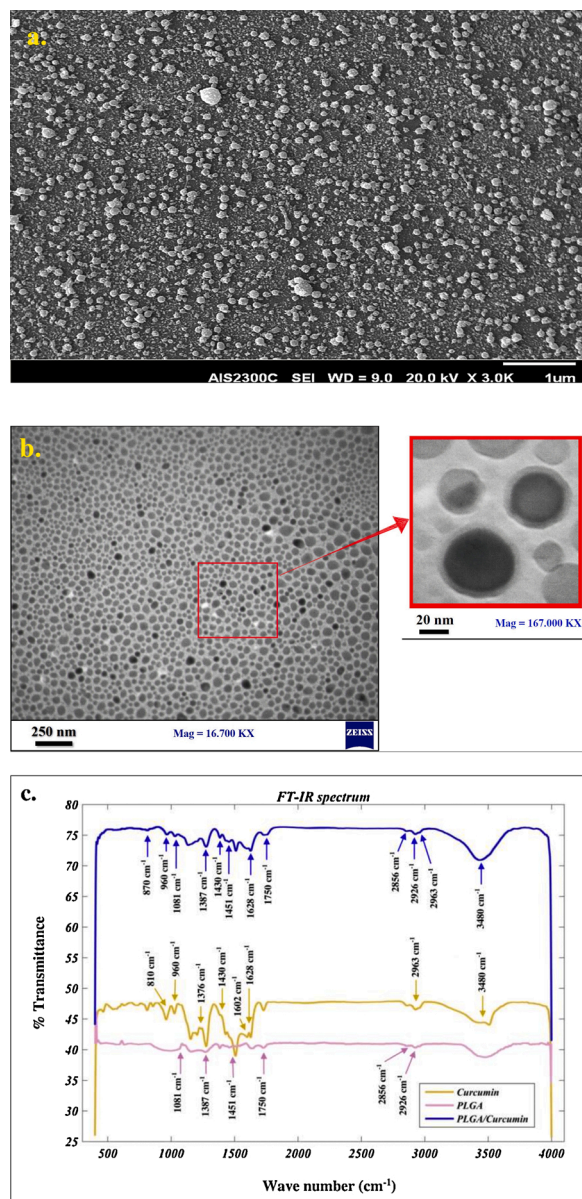 a.
AIS2300C SEI WD = 9.0 20.0 kV X 3.0K 1um
b.
250 nm Mag = 16.700 KX ZEISS
20 nm Mag = 167.000 KX
c.
FT-IR spectrum
% Transmittance
80
75
70
65
60
55
50
45
40
35
30
25
870 cm-1
960 cm-1
1081 cm-1
1387 cm-1
1430 cm-1
1451 cm-1
1628 cm-1
1750 cm-1
2856 cm-1
2926 cm-1
2963 cm-1
3480 cm-1
810 cm-1
960 cm-1
1376 cm-1
1430 cm-1
1602 cm-1
1628 cm-1
2963 cm-1
3480 cm-1
1081 cm-1
1387 cm-1
1451 cm-1
1750 cm-1
2856 cm-1
2926 cm-1
Curcumin
PLGA
PLGA/Curcumin
500 1000 1500 2000 2500 3000 3500 4000
Wave number (cm-1)